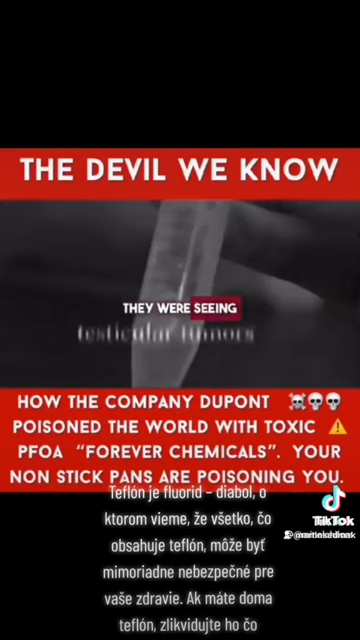 THE DEVIL WE KNOW
THEY WERE SEEING
testicular tumors
HOW THE COMPANY DUPONT ☠️💀💀
POISONED THE WORLD WITH TOXIC ⚠️
PFOA “FOREVER CHEMICALS”. YOUR
NON STICK PANS ARE POISONING YOU.
Teflón je fluorid – diabol, o
ktorom vieme, že všetko, čo
obsahuje teflón, môže byť
mimoriadne nebezpečné pre
vaše zdravie. Ak máte doma
teflón, zlikvidujte ho čo
TikTok